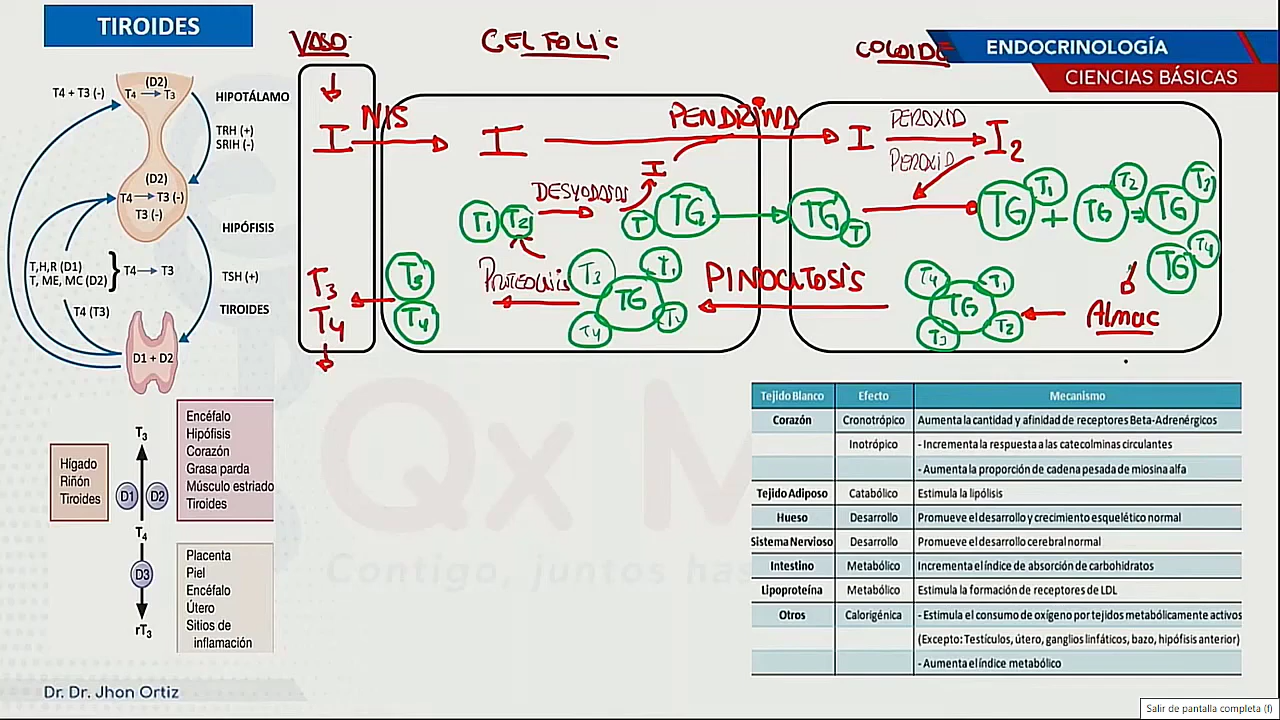 TIROIDES
ENDOCRINOLOGÍA
CIENCIAS BÁSICAS
VASO
CEL FOLIC
COLOIDE
T4 + T3 (-)
(D2)
T4 → T3
HIPOTÁLAMO
TRH (+)
SRIH (-)
(D2)
T4 → T3 (-)
T3 (-)
HIPÓFISIS
T,H,R (D1)
T, ME, MC (D2)
T4 → T3
TSH (+)
T4 (T3)
TIROIDES
D1 + D2
I
NIS
I
PENDRINA
I
PEROXID
I2
PEROXID
I
DESYODASAS
T1
T2
T
TG
TG
T
TG
T1
+
TG
T2
=
TG
T3
TG
T4
PROTEOLISIS
T3
T1
TG
T4
PINOCITOSIS
T4
T1
TG
T3
T2
Almac
T3
T4
T3
T4
T3
Hígado
Riñón
Tiroides
D1
D2
Encéfalo
Hipófisis
Corazón
Grasa parda
Músculo estriado
Tiroides
T4
D3
rT3
Placenta
Piel
Encéfalo
Útero
Sitios de
inflamación
Tejido Blanco Efecto Mecanismo
Corazón Cronotrópico Aumenta la cantidad y afinidad de receptores Beta-Adrenérgicos
Inotrópico - Incrementa la respuesta a las catecolminas circulantes
- Aumenta la proporción de cadena pesada de miosina alfa
Tejido Adiposo Catabólico Estimula la lipólisis
Hueso Desarrollo Promueve el desarrollo y crecimiento esquelético normal
Sistema Nervioso Desarrollo Promueve el desarrollo cerebral normal
Intestino Metabólico Incrementa el índice de absorción de carbohidratos
Lipoproteína Metabólico Estimula la formación de receptores de LDL
Otros Calorigénica - Estimula el consumo de oxígeno por tejidos metabólicamente activos
(Excepto: Testículos, útero, ganglios linfáticos, bazo, hipófisis anterior)
- Aumenta el índice metabólico
Qx M
Contigo, juntos has
Dr. Dr. Jhon Ortiz
Salir de pantalla completa (f)